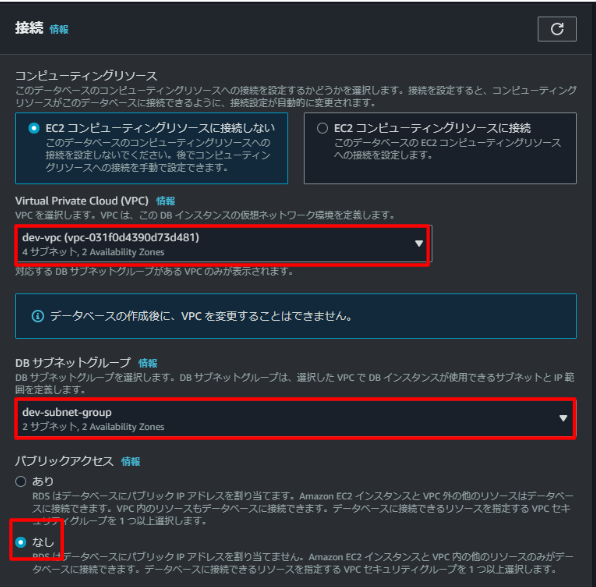 接続 情報
コンピューティングリソース
このデータベースのコンピューティングリソースへの接続を設定するかどうかを選択します。接続を設定すると、コンピューティング
リソースがこのデータベースに接続できるように、接続設定が自動的に変更されます。
EC2 コンピューティングリソースに接続しない
このデータベースのコンピューティングリソースへの
接続を設定しないでください。後でコンピューティン
グリソースへの接続を手動で設定できます。
EC2 コンピューティングリソースに接続
このデータベースの EC2 コンピューティングリソース
への接続を設定します。
Virtual Private Cloud (VPC) 情報
VPC を選択します。VPC は、この DB インスタンスの仮想ネットワーク環境を定義します。
dev-vpc (vpc-031f0d4390d73d481)
4 サブネット, 2 Availability Zones
対応する DB サブネットグループがある VPC のみが表示されます。
データベースの作成後に、VPC を変更することはできません。
DB サブネットグループ 情報
DB サブネットグループを選択します。DB サブネットグループは、選択した VPC で DB インスタンスが使用できるサブネットと IP 範
囲を定義します。
dev-subnet-group
2 サブネット, 2 Availability Zones
パブリックアクセス 情報
あり
RDS はデータベースにパブリック IP アドレスを割り当てます。Amazon EC2 インスタンスと VPC 外の他のリソースはデータベー
スに接続できます。VPC 内のリソースもデータベースに接続できます。データベースに接続できるリソースを指定する VPC セキ
ュリティグループを 1 つ以上選択します。
なし
RDS はデータベースにパブリック IP アドレスを割り当てません。Amazon EC2 インスタンスと VPC 内の他のリソースのみがデー
タベースに接続できます。データベースに接続できるリソースを指定する VPC セキュリティグループを 1 つ以上選択します。